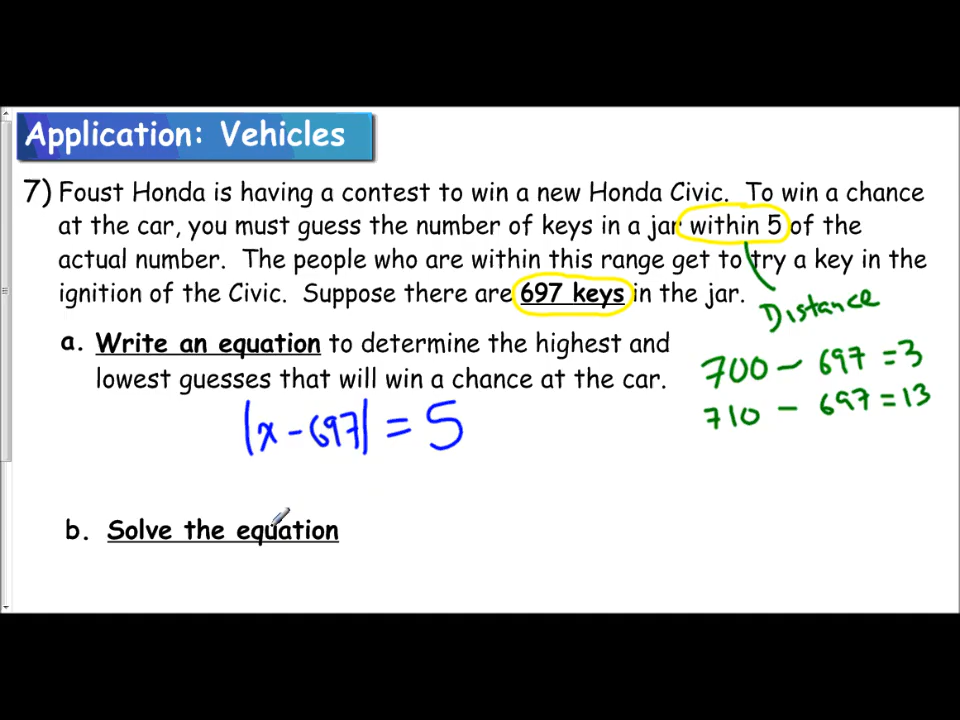 Application: Vehicles
7) Foust Honda is having a contest to win a new Honda Civic. To win a chance
at the car, you must guess the number of keys in a jar within 5 of the
actual number. The people who are within this range get to try a key in the
ignition of the Civic. Suppose there are 697 keys in the jar.
Distance
a. Write an equation to determine the highest and
lowest guesses that will win a chance at the car.
700 - 697 = 3
710 - 697 = 13
|x - 697| = 5
b. Solve the equation